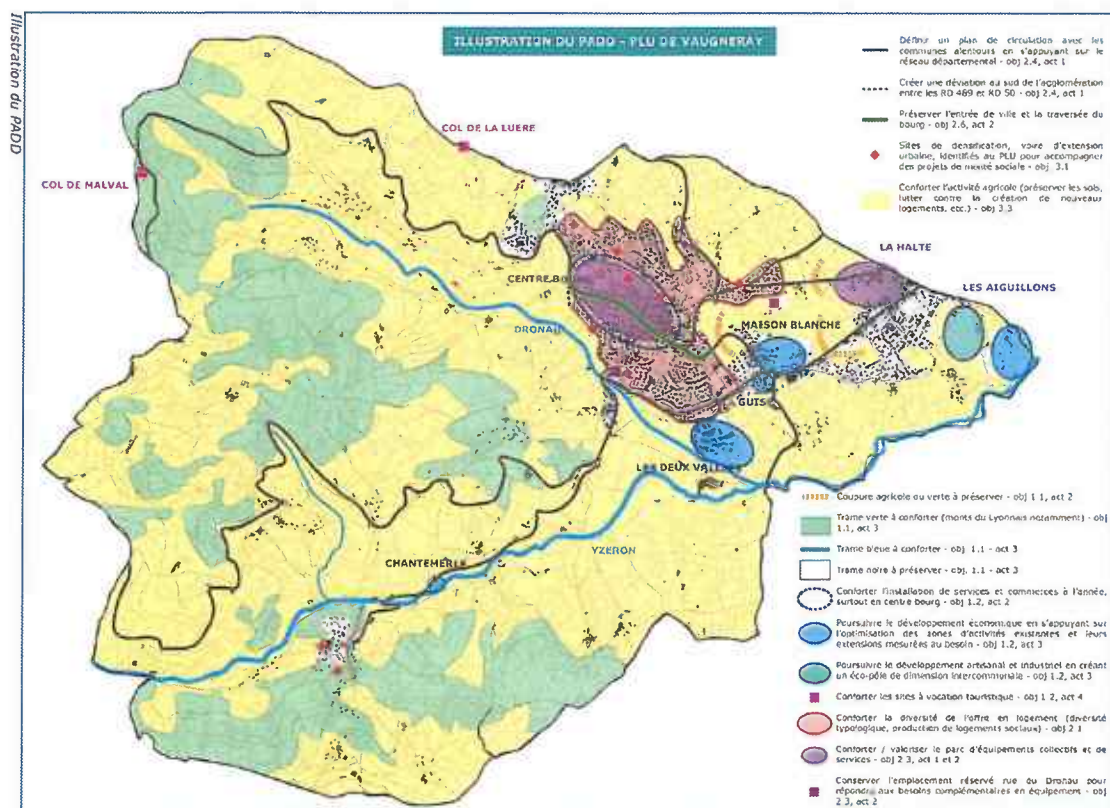 Illustration du PADD
ILLUSTRATION DU PADD - PLU DE VAUGNERAY
Définir un plan de circulation avec les
communes alentours en s'appuyant sur le
réseau départemental - obj 2.4, act 1
Créer une déviation au sud de l'agglomération
entre les RD 489 et RD 50 - obj 2.4, act 1
Préserver l'entrée de ville et la traversée du
bourg - obj 2.6, act 2
Sites de densification, voire d'extension
urbaine, identifiés au PLU pour accompagner
des projets de mixité sociale - obj. 3.1
Conforter l'activité agricole (préserver les sols,
lutter contre la création de nouveaux
logements, etc.) - obj 3.3
COL DE LA LUERE
COL DE MALVAL
LA HALTE
CENTRE BO
LES AIGUILLONS
DRONAU
MAISON BLANCHE
GUIS
LES DEUX VALLEES
YZERON
CHANTEMERLE
Coupure agricole ou verte à préserver - obj 1.1, act 2
Trame verte à conforter (monts du Lyonnais notamment) - obj
1.1, act 3
Trame bleue à conforter - obj. 1.1 - act 3
Trame noire à préserver - obj. 1.1 - act 3
Conforter l'installation de services et commerces à l'année,
surtout en centre bourg - obj 1.2, act 2
Poursuivre le développement économique en s'appuyant sur
l'optimisation des zones d'activités existantes et leurs
extensions mesurées au besoin - obj 1.2, act 3
Poursuivre le développement artisanal et industriel en créant
un éco-pôle de dimension intercommunale - obj 1.2, act 3
Conforter les sites à vocation touristique - obj 1.2, act 4
Conforter la diversité de l'offre en logement (diversité
typologique, production de logements sociaux) - obj 2.1
Conforter / valoriser le parc d'équipements collectifs et de
services - obj 2.3, act 1 et 2
Conserver l'emplacement réservé rue du Dronau pour
répondre aux besoins complémentaires en équipement - obj
2.3, act 2